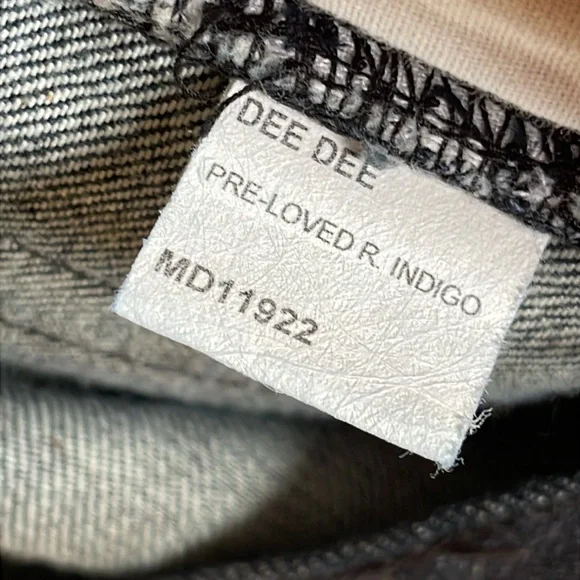 DEE DEE
PRE-LOVED R. INDIGO
MD11922